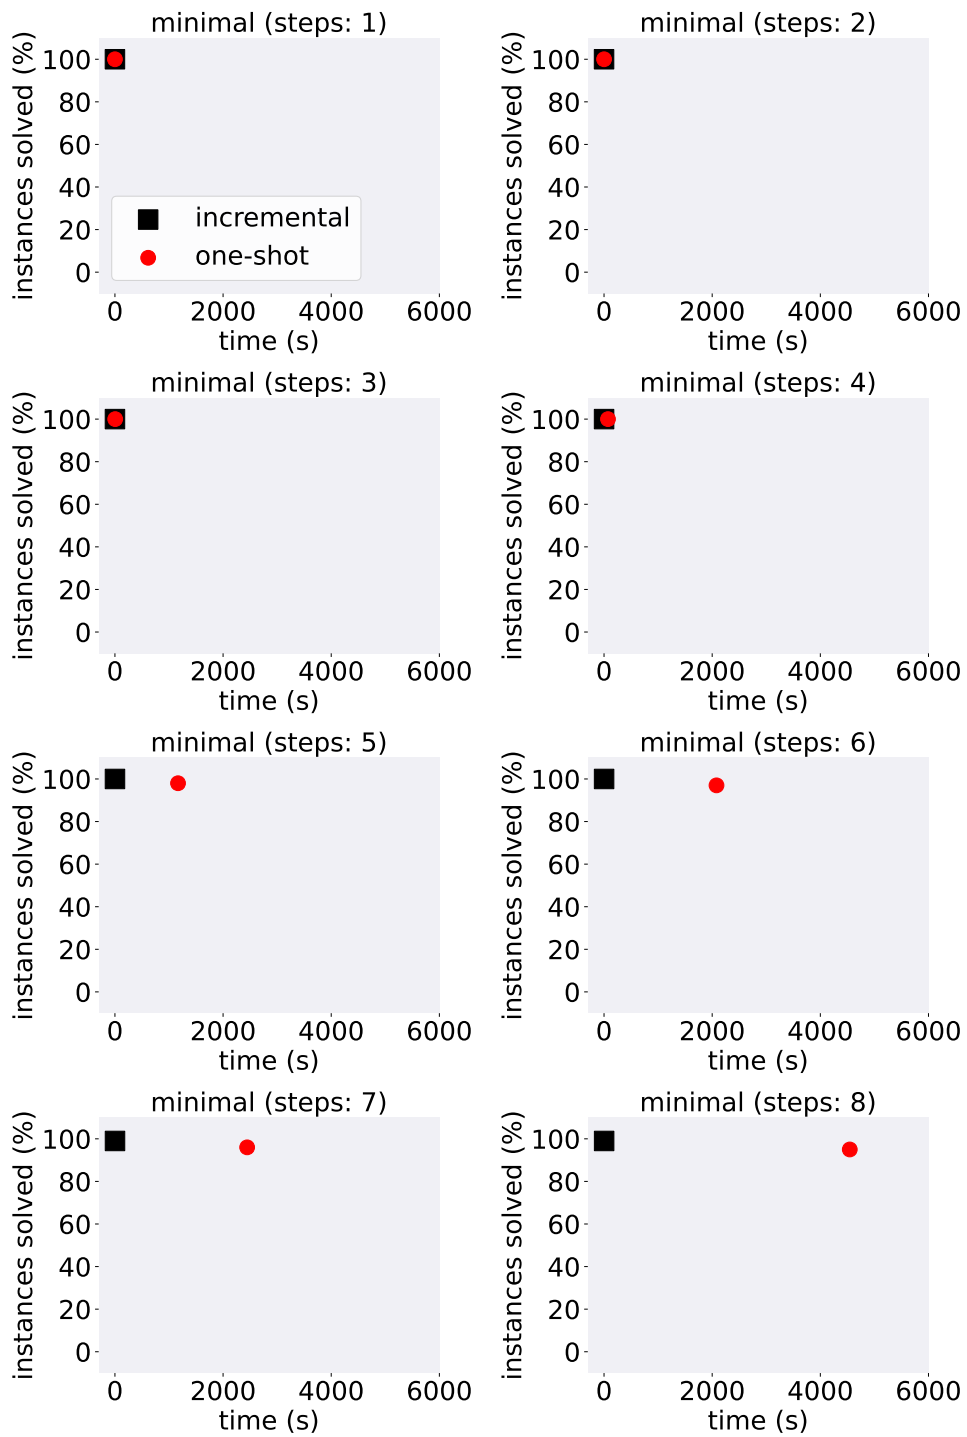 minimal (steps: 1)
instances solved (%)
100
80
60
40
20
0
incremental
one-shot
0 2000 4000 6000
time (s)
minimal (steps: 2)
instances solved (%)
100
80
60
40
20
0
0 2000 4000 6000
time (s)
minimal (steps: 3)
instances solved (%)
100
80
60
40
20
0
0 2000 4000 6000
time (s)
minimal (steps: 4)
instances solved (%)
100
80
60
40
20
0
0 2000 4000 6000
time (s)
minimal (steps: 5)
instances solved (%)
100
80
60
40
20
0
0 2000 4000 6000
time (s)
minimal (steps: 6)
instances solved (%)
100
80
60
40
20
0
0 2000 4000 6000
time (s)
minimal (steps: 7)
instances solved (%)
100
80
60
40
20
0
0 2000 4000 6000
time (s)
minimal (steps: 8)
instances solved (%)
100
80
60
40
20
0
0 2000 4000 6000
time (s)